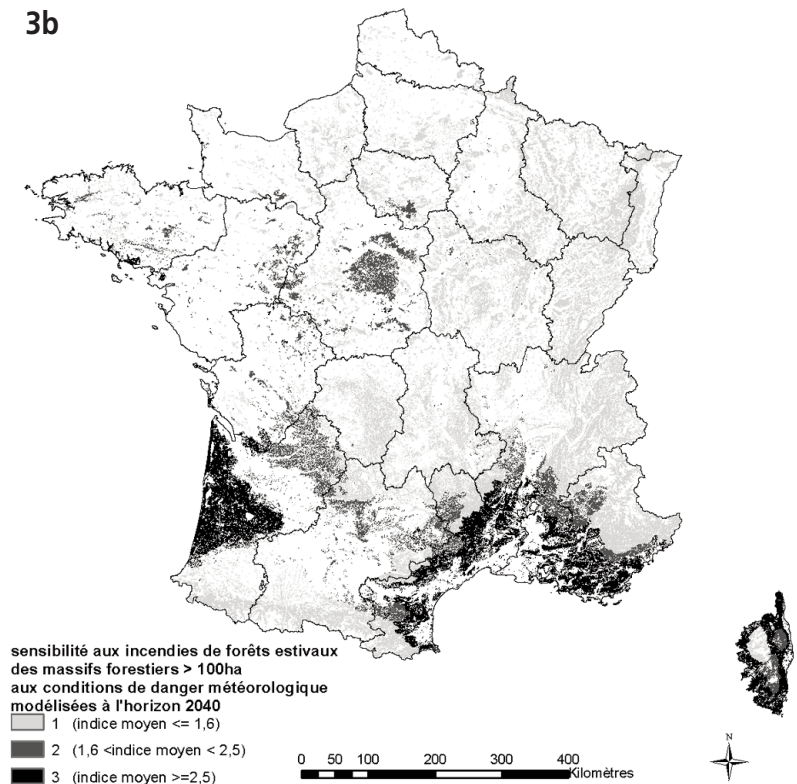 3b
sensibilité aux incendies de forêts estivaux
des massifs forestiers > 100ha
aux conditions de danger météorologique
modélisées à l'horizon 2040
1 (indice moyen <= 1,6)
2 (1,6 <indice moyen < 2,5)
3 (indice moyen >=2,5)
0 50 100 200 300 400
Kilomètres
N